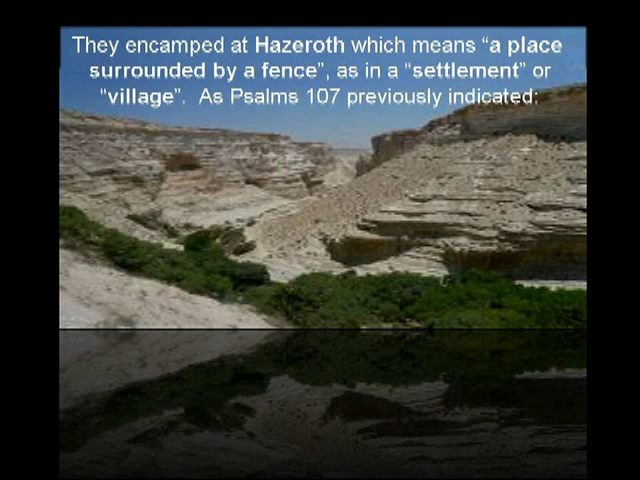 They encamped at Hazeroth which means “a place
surrounded by a fence”, as in a “settlement” or
“village”.  As Psalms 107 previously indicated: